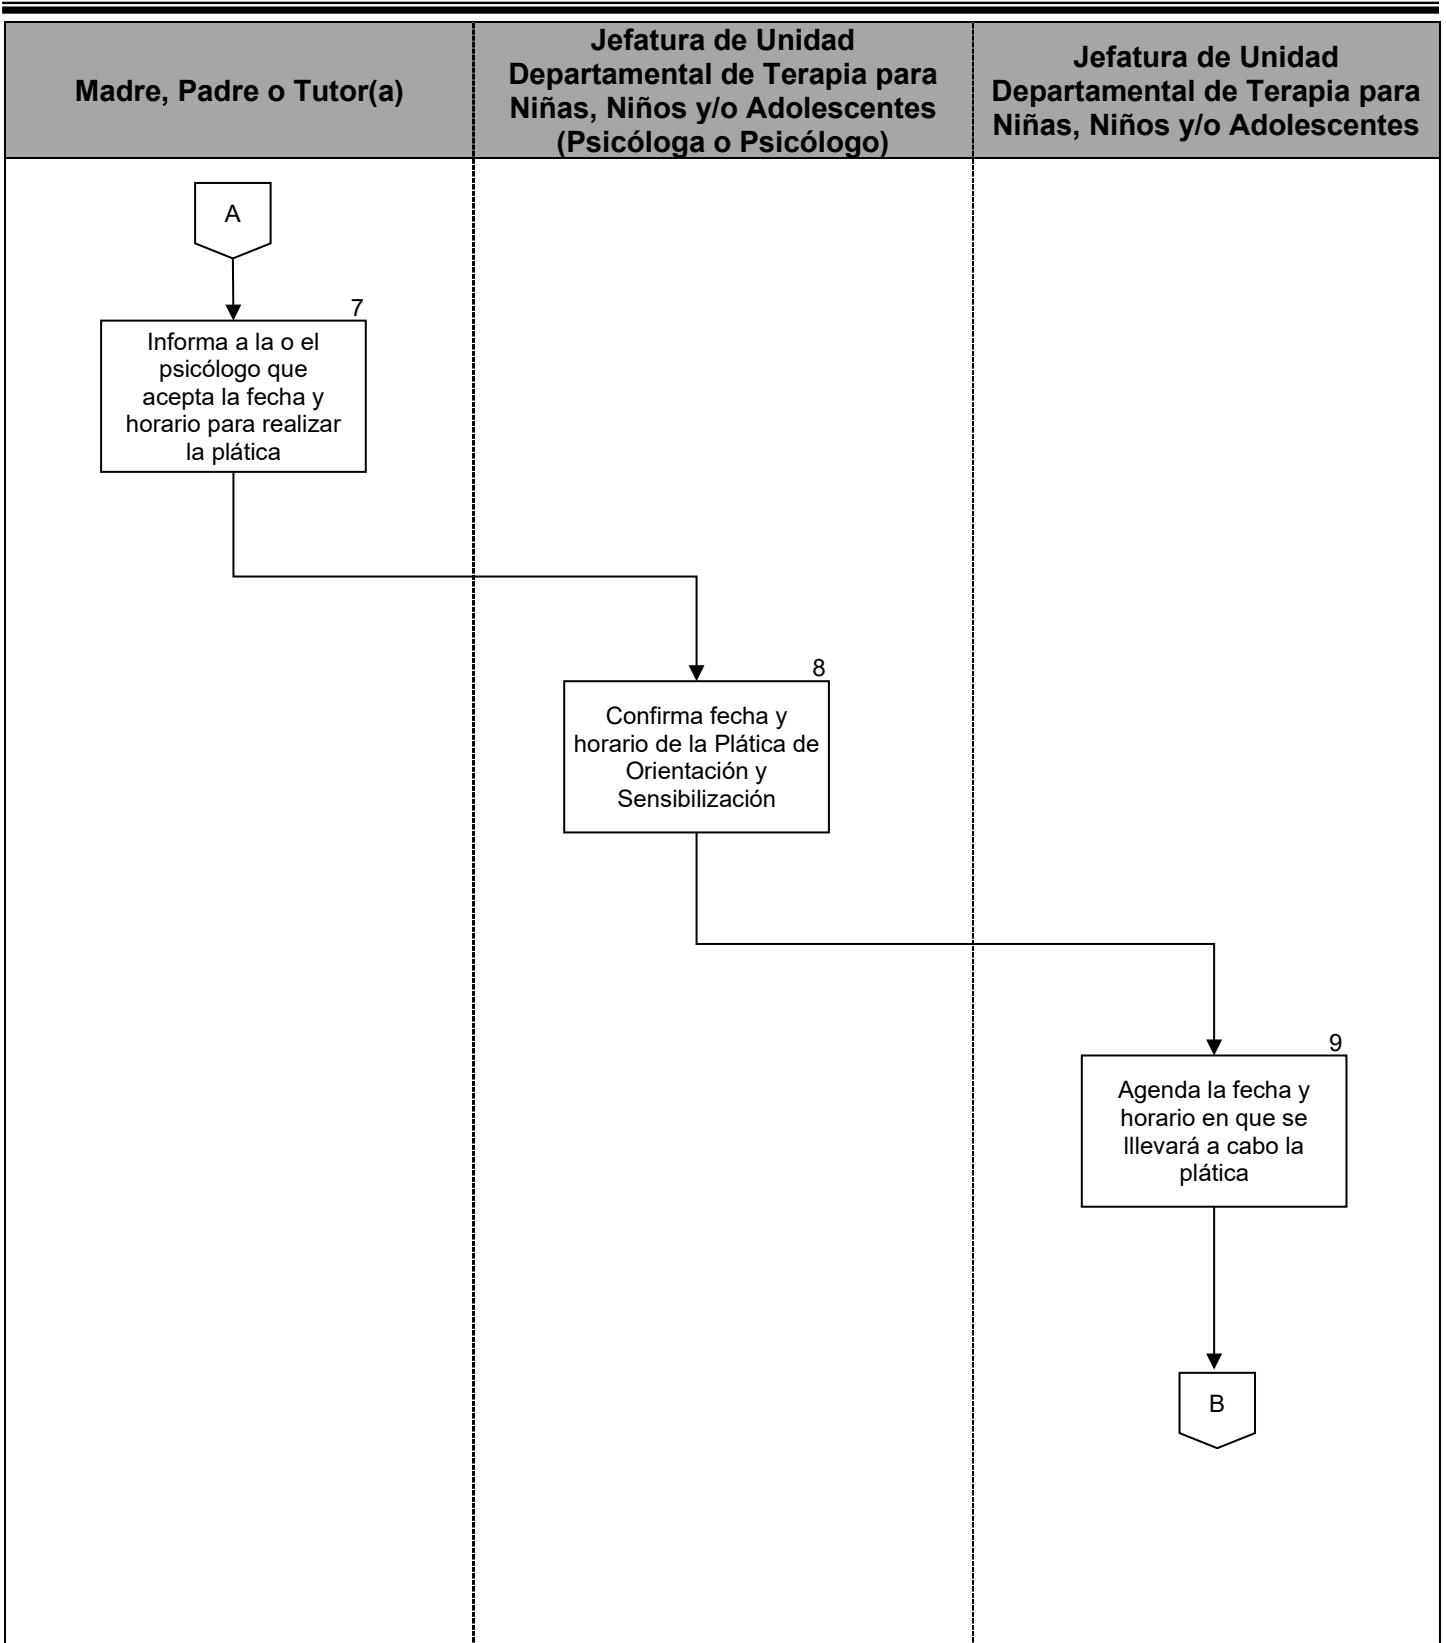 Madre, Padre o Tutor(a)
Jefatura de Unidad
Departamental de Terapia para
Niñas, Niños y/o Adolescentes
(Psicóloga o Psicólogo)
Jefatura de Unidad
Departamental de Terapia para
Niñas, Niños y/o Adolescentes
A
7
Informa a la o el
psicólogo que
acepta la fecha y
horario para realizar
la plática
8
Confirma fecha y
horario de la Plática de
Orientación y
Sensibilización
9
Agenda la fecha y
horario en que se
lllevará a cabo la
plática
B